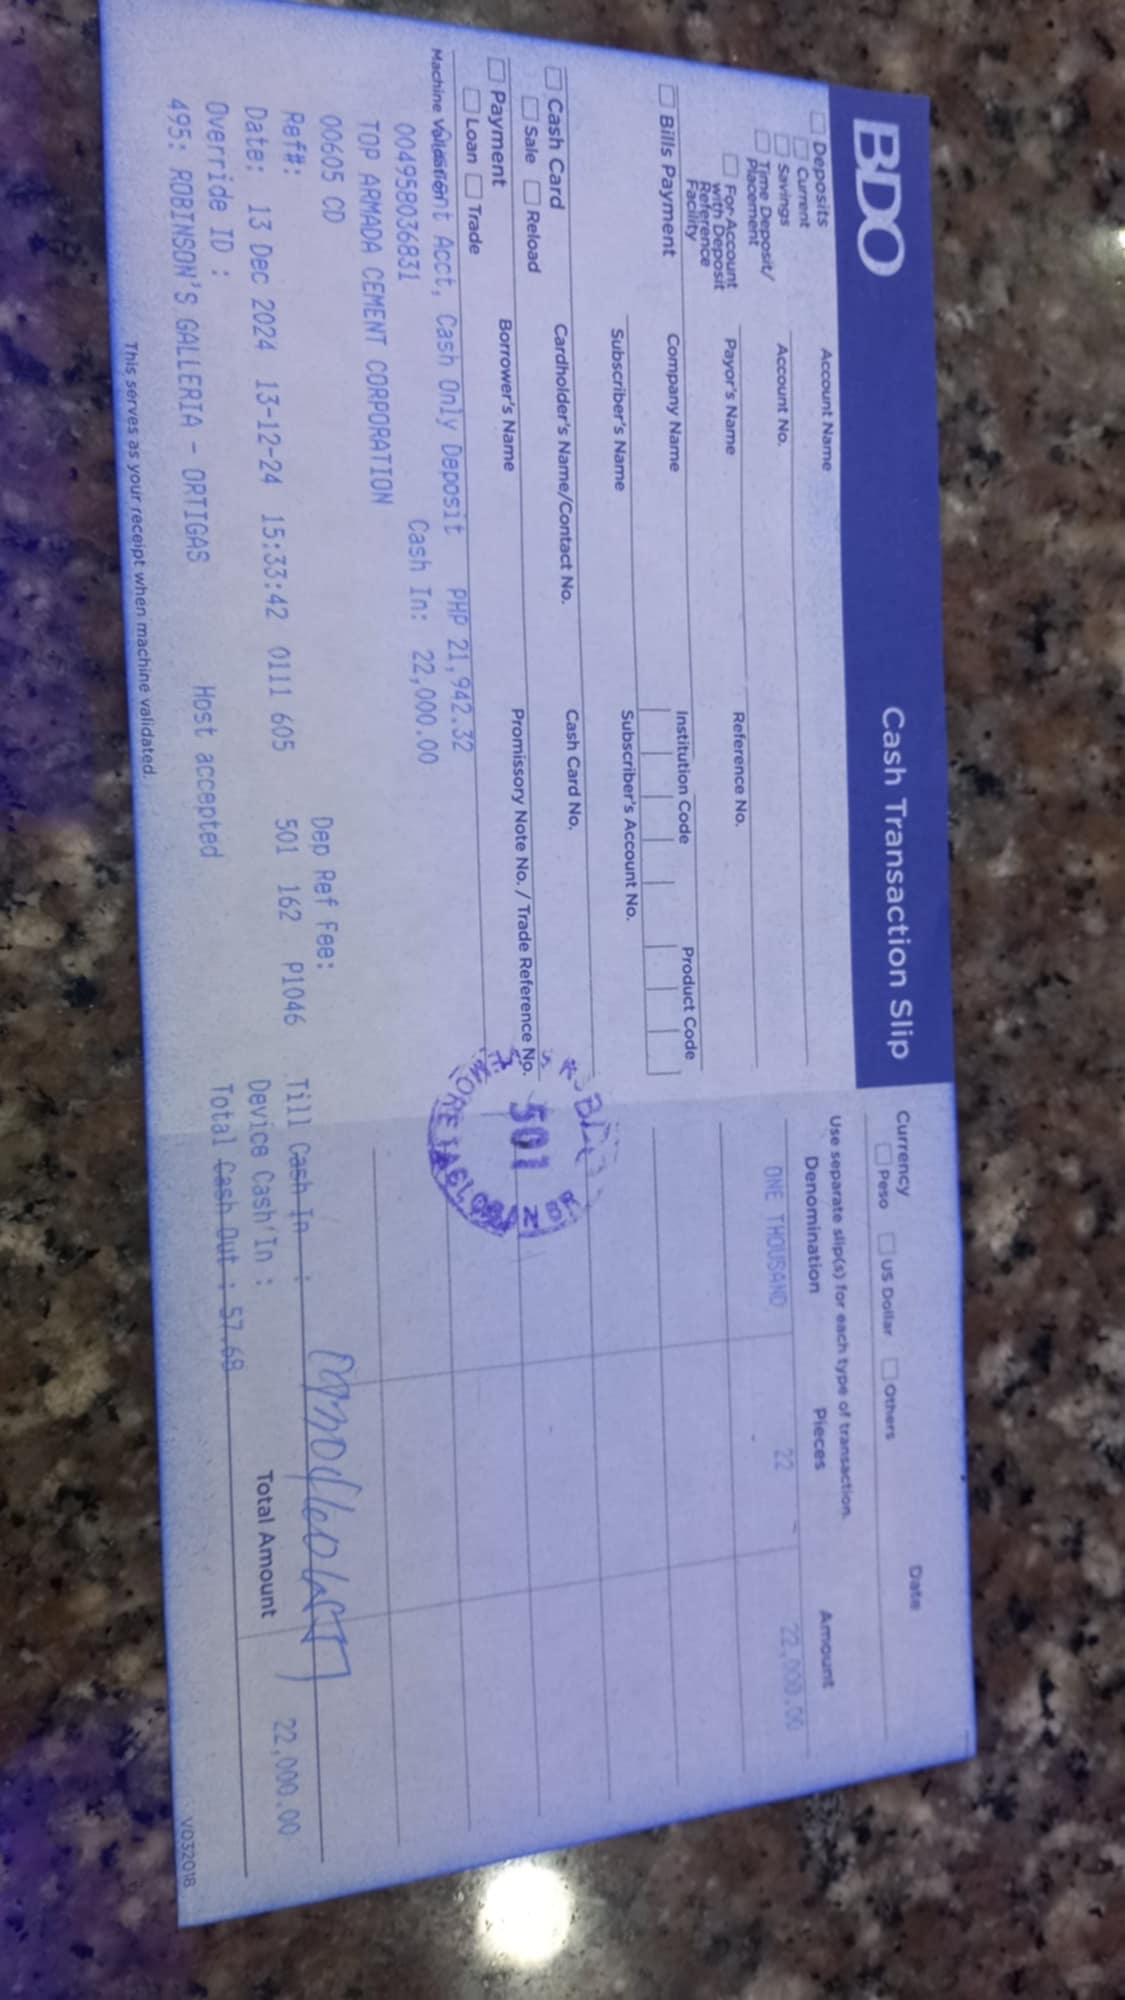 BDO
Cash Transaction Slip
Currency
Peso
US Dollar
Others
Date
Deposits
Current
Savings
Time Deposit/
Placement
For Account
with Deposit
Reference
Facility
Account Name
Account No.
Payor's Name
Reference No.
Use separate slip(s) for each type of transaction.
Denomination Pieces Amount
ONE THOUSAND 22 22,000.00
Bills Payment
Company Name
Institution Code
Product Code
Subscriber's Name
Subscriber's Account No.
Cash Card
Sale
Reload
Cardholder's Name/Contact No.
Cash Card No.
Payment
Loan
Trade
Borrower's Name
Promissory Note No. / Trade Reference No.
501
Machine Validation
Acct, Cash Only Deposit PHP 21,942.32
004958036831 Cash In: 22,000.00
TOP ARMADA CEMENT CORPORATION
00605 CD
Ref#: Dep Ref Fee:
Date: 13 Dec 2024 13-12-24 15:33:42 0111 605 501 162 P1046
Till Cash In :
Override ID :
Device Cash In :
495: ROBINSON'S GALLERIA - ORTIGAS Host accepted
Total Cash Out : 57.68
Total Amount 22,000.00
This serves as your receipt when machine validated.
V032018